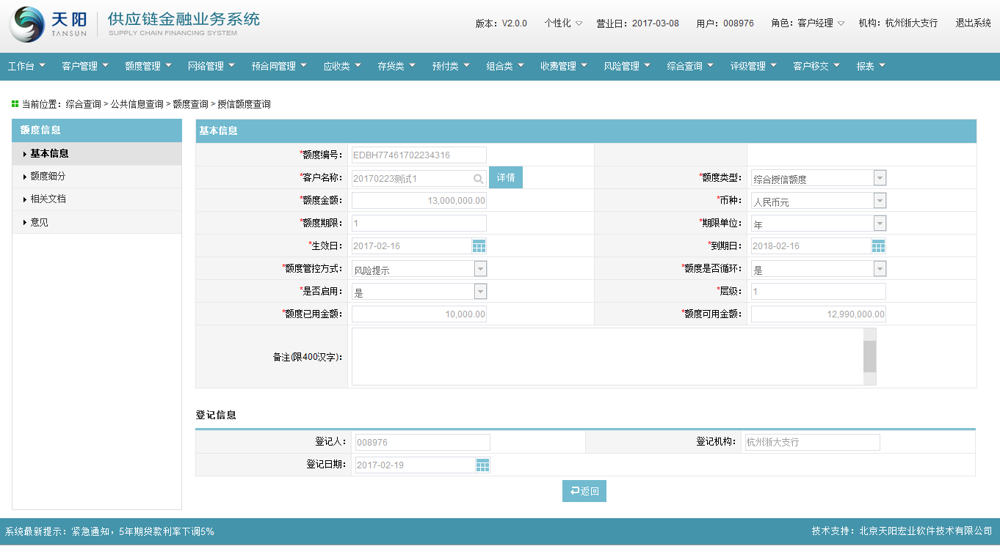 天阳 供应链金融业务系统
TANSUN SUPPLY CHAIN FINANCING SYSTEM
版本：V2.0.0 个性化 营业日：2017-03-08 用户：008976 角色：客户经理 机构：杭州浙大支行 退出系统
工作台 客户管理 额度管理 网络管理 预合同管理 应收类 存货类 预付类 组合类 收费管理 风险管理 综合查询 评级管理 客户移交 报表
当前位置：综合查询 > 公共信息查询 > 额度查询 > 授信额度查询
额度信息
基本信息
额度细分
相关文档
意见
基本信息
*额度编号： EDBH77461702234316
*客户名称： 20170223测试1 详情 *额度类型： 综合授信额度
*额度金额： 13,000,000.00 *币种： 人民币元
*额度期限： 1 *期限单位： 年
*生效日： 2017-02-16 *到期日： 2018-02-16
*额度管控方式： 风险提示 *额度是否循环： 是
*是否启用： 是 *层级： 1
*额度已用金额： 10,000.00 *额度可用金额： 12,990,000.00
备注(限400汉字)：
登记信息
登记人： 008976 登记机构： 杭州浙大支行
登记日期： 2017-02-19
返回
系统最新提示：紧急通知，5年期贷款利率下调5% 技术支持：北京天阳宏业软件技术有限公司